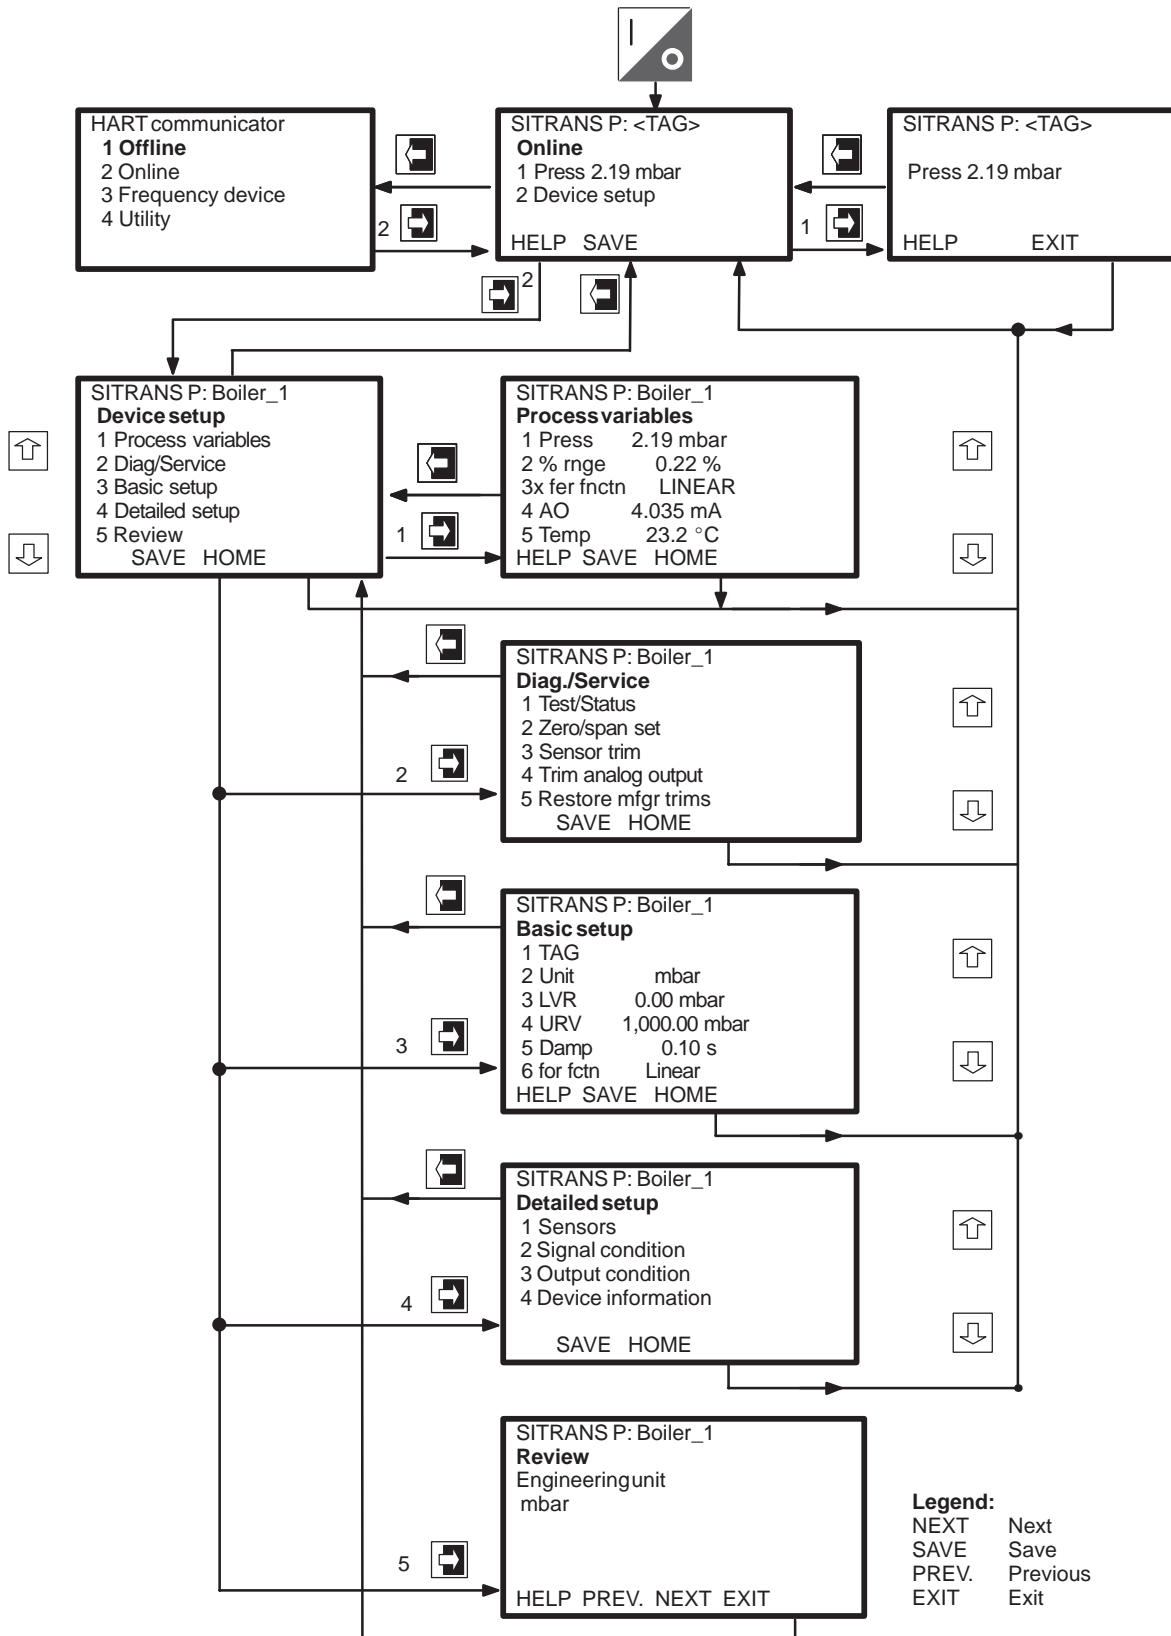 HART communicator
1 Offline
2 Online
3 Frequency device
4 Utility
2
SITRANS P: <TAG>
Online
1 Press 2.19 mbar
2 Device setup
HELP SAVE
1
SITRANS P: <TAG>
Press 2.19 mbar
HELP EXIT
2
SITRANS P: Boiler_1
Device setup
1 Process variables
2 Diag/Service
3 Basic setup
4 Detailed setup
5 Review
SAVE HOME
1
SITRANS P: Boiler_1
Process variables
1 Press 2.19 mbar
2 % rnge 0.22 %
3x fer fnctn LINEAR
4 AO 4.035 mA
5 Temp 23.2 °C
HELP SAVE HOME
2
SITRANS P: Boiler_1
Diag./Service
1 Test/Status
2 Zero/span set
3 Sensor trim
4 Trim analog output
5 Restore mfgr trims
SAVE HOME
3
SITRANS P: Boiler_1
Basic setup
1 TAG
2 Unit mbar
3 LVR 0.00 mbar
4 URV 1,000.00 mbar
5 Damp 0.10 s
6 for fctn Linear
HELP SAVE HOME
4
SITRANS P: Boiler_1
Detailed setup
1 Sensors
2 Signal condition
3 Output condition
4 Device information
SAVE HOME
5
SITRANS P: Boiler_1
Review
Engineering unit
mbar
HELP PREV. NEXT EXIT
Legend:
NEXT Next
SAVE Save
PREV. Previous
EXIT Exit